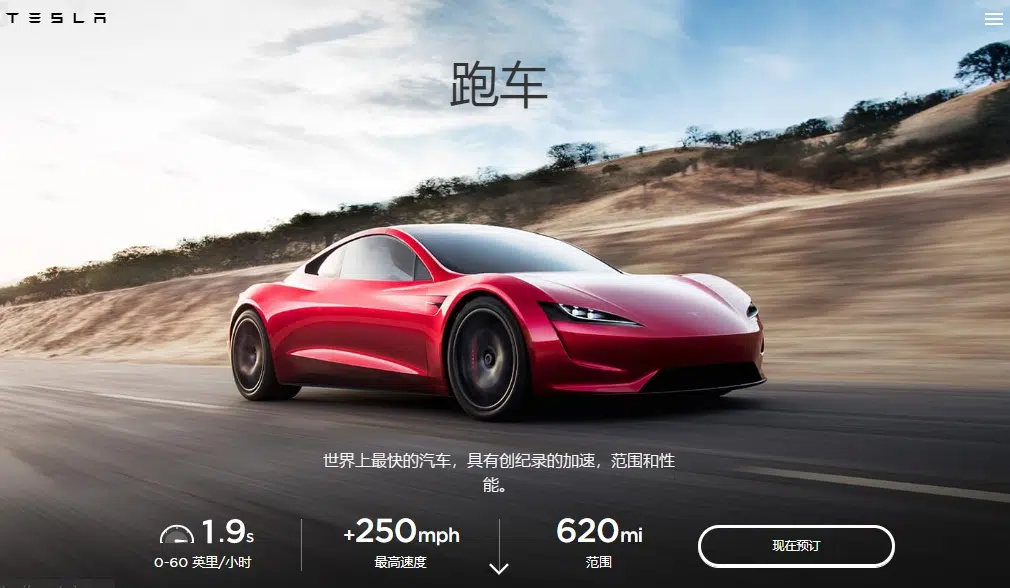 TESLA
跑车
世界上最快的汽车，具有创纪录的加速，范围和性
能。
1.9s
0-60 英里/小时
+250mph
最高速度
620mi
范围
现在预订